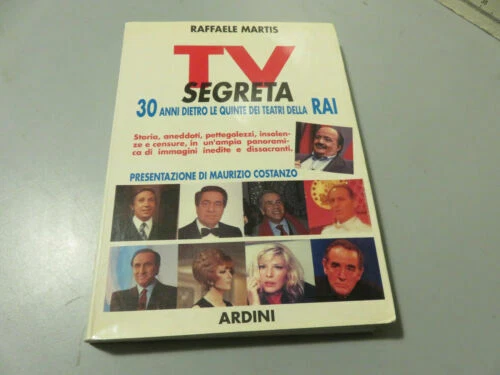 RAFFAELE MARTIS
TV
SEGRETA
30 ANNI DIETRO LE QUINTE DEI TEATRI DELLA RAI
Storia, aneddoti, pettegolezzi, insolen-
ze e censure, in un'ampia panorami-
ca di immagini inedite e dissacranti.
PRESENTAZIONE DI MAURIZIO COSTANZO
ARDINI